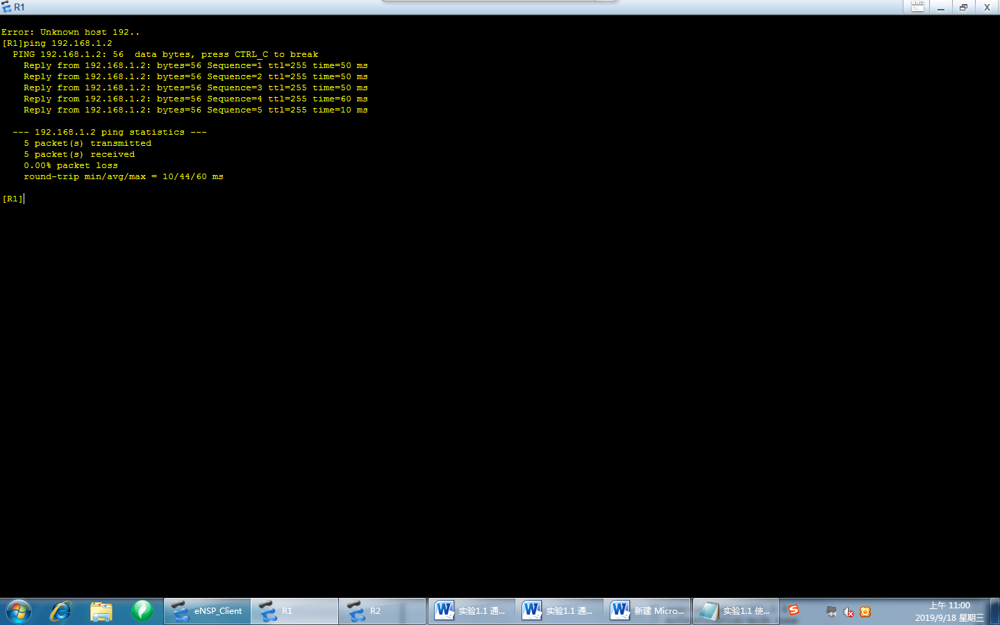 R1
X
Error: Unknown host 192..
[R1]ping 192.168.1.2
PING 192.168.1.2: 56  data bytes, press CTRL_C to break
Reply from 192.168.1.2: bytes=56 Sequence=1 ttl=255 time=50 ms
Reply from 192.168.1.2: bytes=56 Sequence=2 ttl=255 time=50 ms
Reply from 192.168.1.2: bytes=56 Sequence=3 ttl=255 time=50 ms
Reply from 192.168.1.2: bytes=56 Sequence=4 ttl=255 time=60 ms
Reply from 192.168.1.2: bytes=56 Sequence=5 ttl=255 time=10 ms
--- 192.168.1.2 ping statistics ---
5 packet(s) transmitted
5 packet(s) received
0.00% packet loss
round-trip min/avg/max = 10/44/60 ms
[R1]
eNSP_Client
R1
R2
实验1.1 通...
实验1.1 通...
新建 Micro...
实验1.1 使...
上午 11:00
2019/9/18 星期三